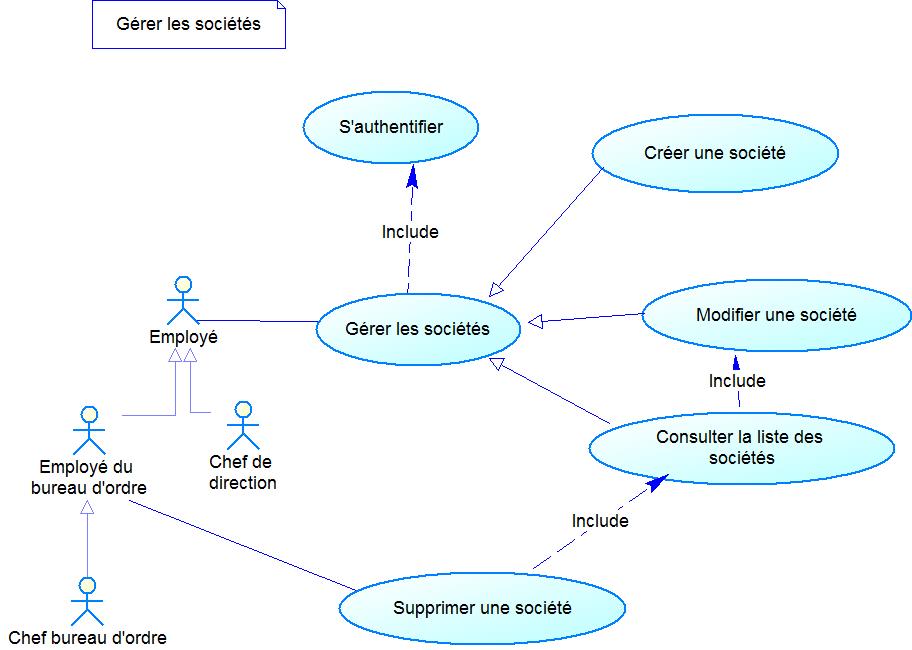 Gérer les sociétés
S'authentifier
Créer une société
Include
Gérer les sociétés
Modifier une société
Employé
Include
Consulter la liste des
sociétés
Employé du
bureau d'ordre
Chef de
direction
Include
Supprimer une société
Chef bureau d'ordre